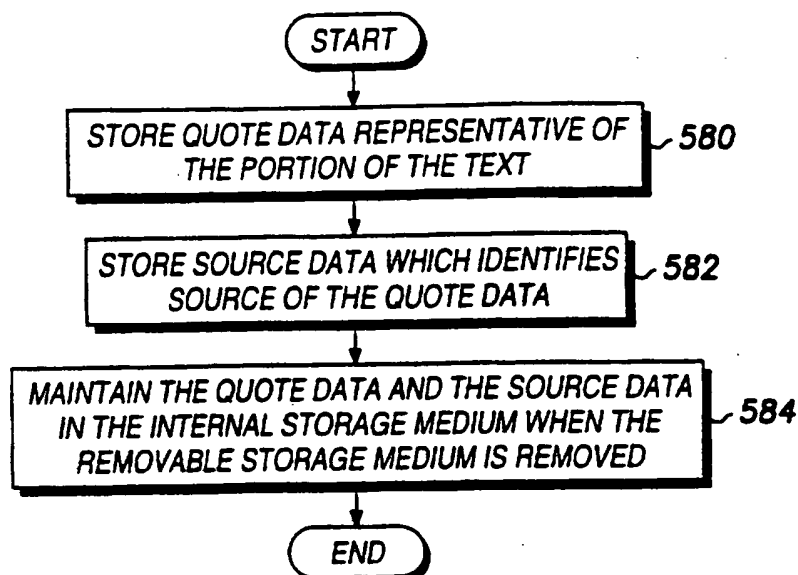 START
STORE QUOTE DATA REPRESENTATIVE OF
THE PORTION OF THE TEXT
580
STORE SOURCE DATA WHICH IDENTIFIES
SOURCE OF THE QUOTE DATA
582
MAINTAIN THE QUOTE DATA AND THE SOURCE DATA
IN THE INTERNAL STORAGE MEDIUM WHEN THE
REMOVABLE STORAGE MEDIUM IS REMOVED
584
END